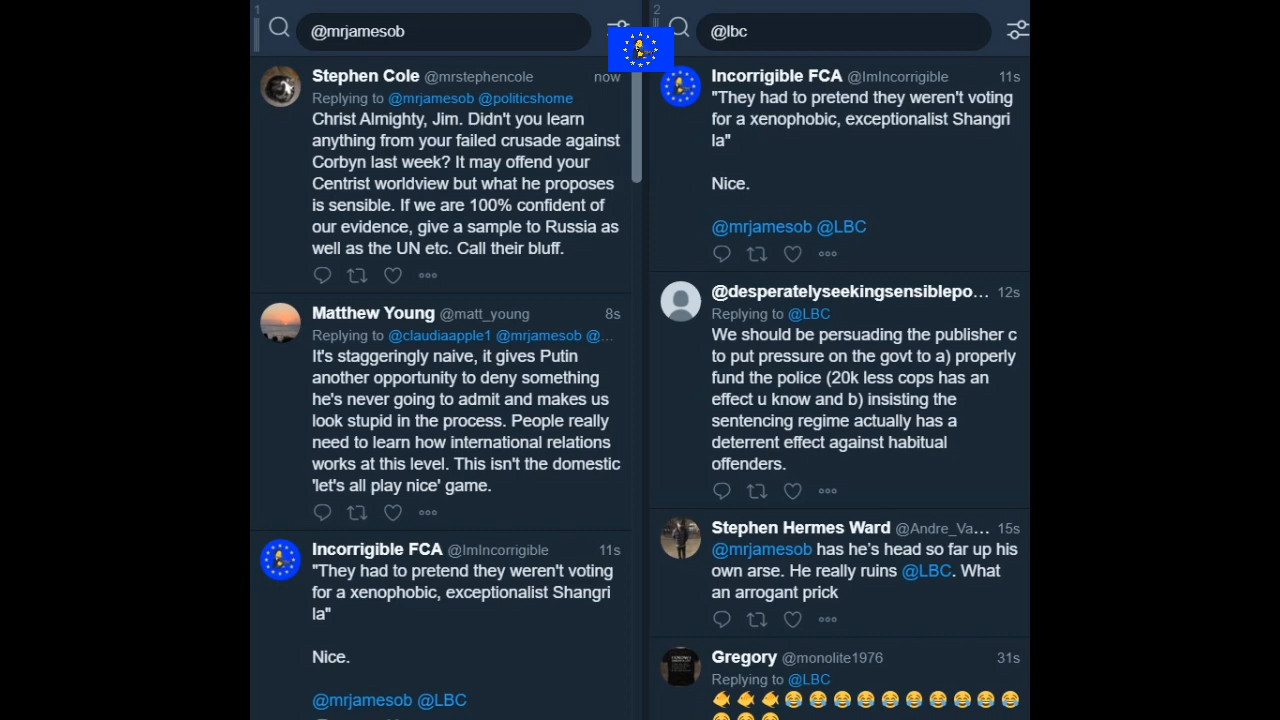 1
@mrjamesob
Stephen Cole @mrstephencole now
Replying to @mrjamesob @politicshome
Christ Almighty, Jim. Didn't you learn
anything from your failed crusade against
Corbyn last week? It may offend your
Centrist worldview but what he proposes
is sensible. If we are 100% confident of
our evidence, give a sample to Russia as
well as the UN etc. Call their bluff.
Matthew Young @matt_young 8s
Replying to @claudiaapple1 @mrjamesob @...
It's staggeringly naive, it gives Putin
another opportunity to deny something
he's never going to admit and makes us
look stupid in the process. People really
need to learn how international relations
works at this level. This isn't the domestic
'let's all play nice' game.
Incorrigible FCA @ImIncorrigible 11s
"They had to pretend they weren't voting
for a xenophobic, exceptionalist Shangri
la"
Nice.
@mrjamesob @LBC
2
@lbc
Incorrigible FCA @ImIncorrigible 11s
"They had to pretend they weren't voting
for a xenophobic, exceptionalist Shangri
la"
Nice.
@mrjamesob @LBC
@desperatelyseekingsensiblepo... 12s
Replying to @LBC
We should be persuading the publisher c
to put pressure on the govt to a) properly
fund the police (20k less cops has an
effect u know and b) insisting the
sentencing regime actually has a
deterrent effect against habitual
offenders.
Stephen Hermes Ward @Andre_Va... 15s
@mrjamesob has he's head so far up his
own arse. He really ruins @LBC. What
an arrogant prick
Gregory @monolite1976 31s
Replying to @LBC
🐠🐠🐠😂😂😂😂😂😂😂😂😂😂
😂😂😂